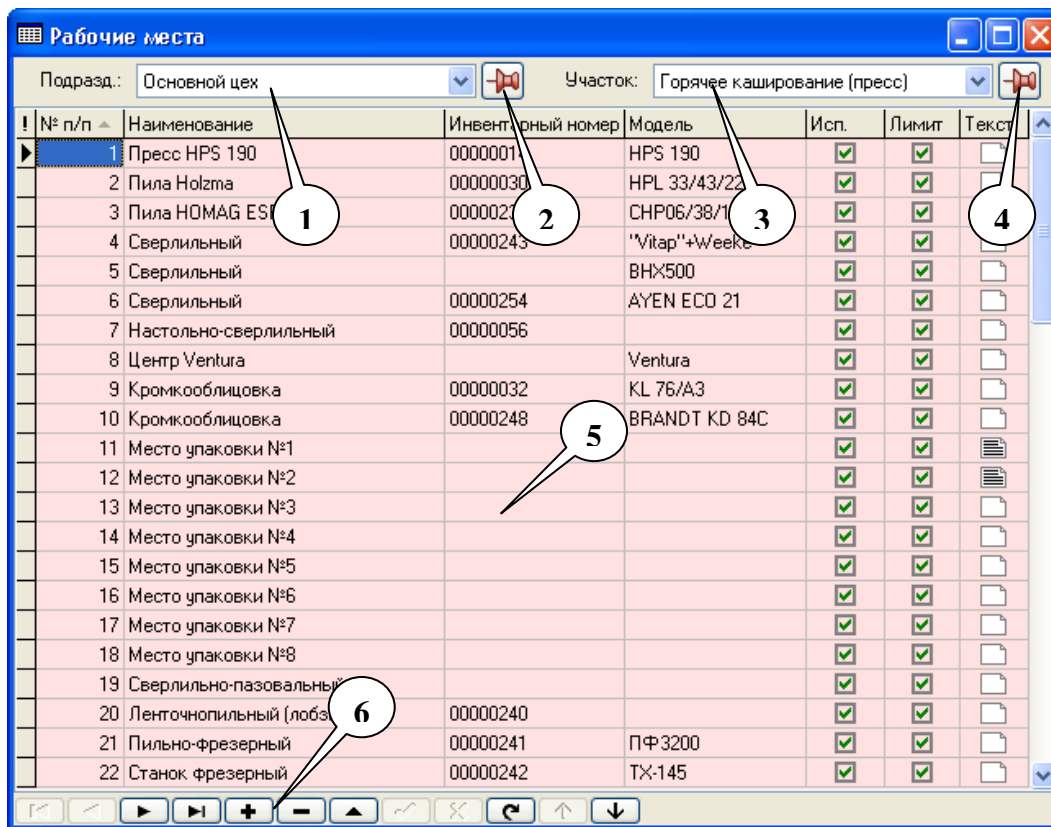 Рабочие места
Подразд.: Основной цех Участок: Горячее каширование (пресс)
! № п/п Наименование Инвентарный номер Модель Исп. Лимит Текст
1 Пресс HPS 190 HPS 190
2 Пила Holzma 00000030 HPL 33/43/22
3 Пила HOMAG 1 2 3 4
4 Сверлильный 00000243 "Vitap"+Weeke
5 Сверлильный BHX500
6 Сверлильный 00000254 AYEN ECO 21
7 Настольно-сверлильный 00000056
8 Центр Ventura Ventura
9 Кромкооблицовка 00000032 KL 76/A3
10 Кромкооблицовка 00000248 BRANDT KD 84C
5
11 Место упаковки №1
12 Место упаковки №2
13 Место упаковки №3
14 Место упаковки №4
15 Место упаковки №5
16 Место упаковки №6
17 Место упаковки №7
18 Место упаковки №8
19 Сверлильно-пазовальный
20 Ленточнопильный 6 00000240
21 Пильно-фрезерный 00000241 ПФ3200
22 Станок фрезерный 00000242 TX-145